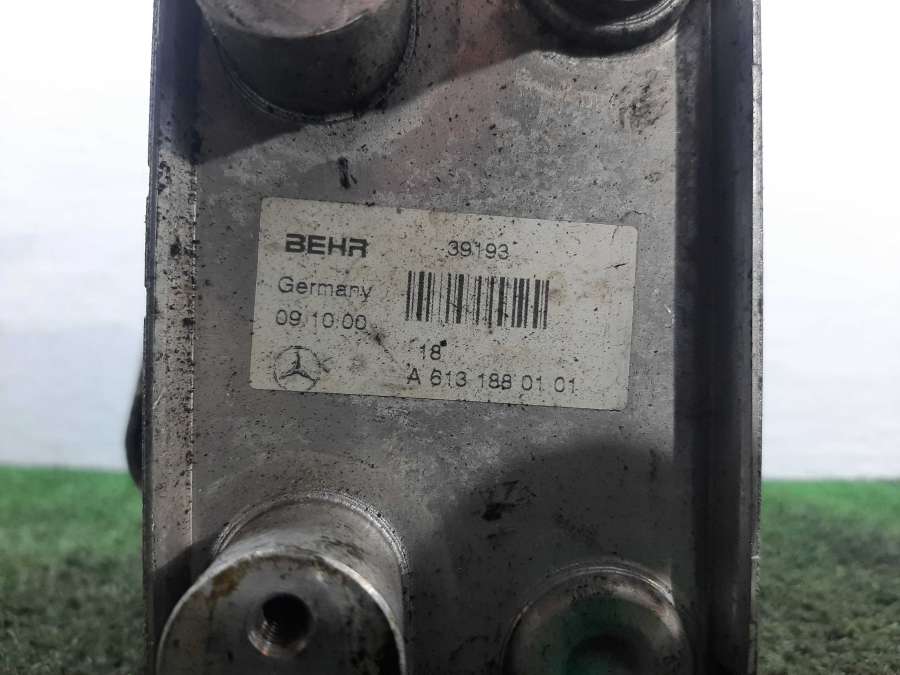 BEHR 39193
Germany
09.10.00
18
A 613 188 01 01